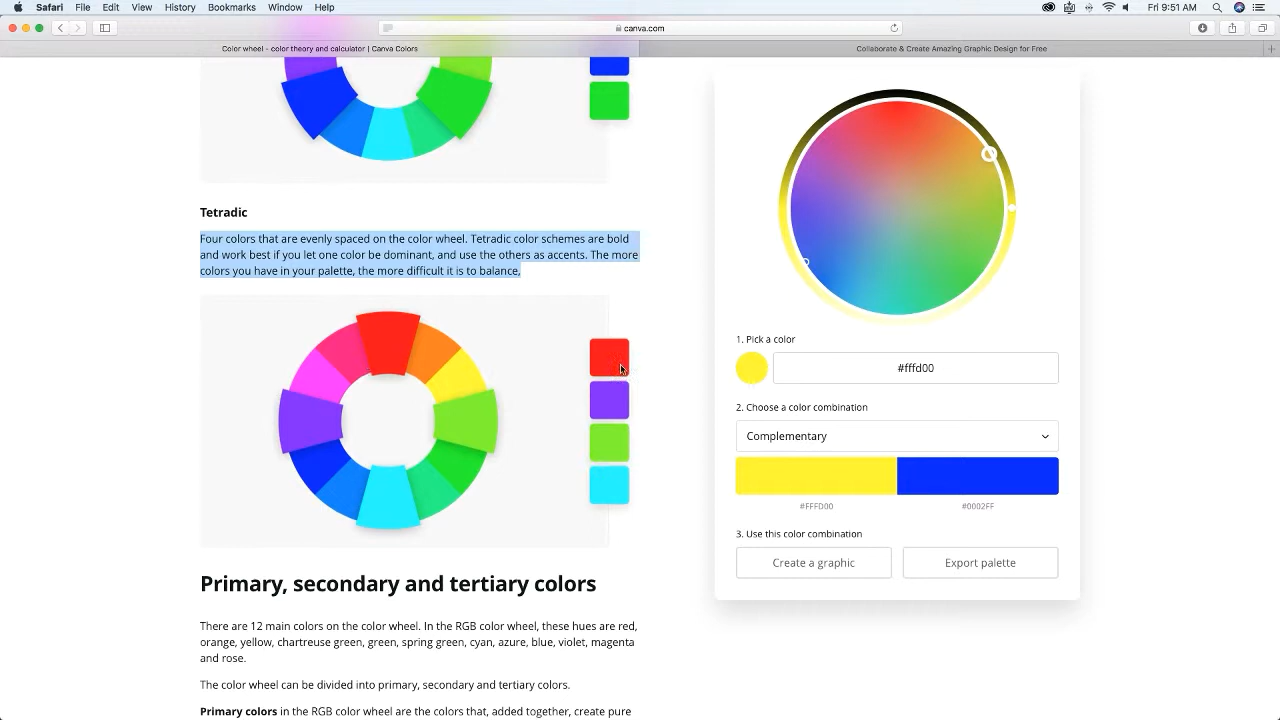 Safari File Edit View History Bookmarks Window Help
Fri 9:51 AM
canva.com
Color wheel - color theory and calculator | Canva Colors
Collaborate & Create Amazing Graphic Design for Free
Tetradic
Four colors that are evenly spaced on the color wheel. Tetradic color schemes are bold
and work best if you let one color be dominant, and use the others as accents. The more
colors you have in your palette, the more difficult it is to balance,
Primary, secondary and tertiary colors
There are 12 main colors on the color wheel. In the RGB color wheel, these hues are red,
orange, yellow, chartreuse green, green, spring green, cyan, azure, blue, violet, magenta
and rose.
The color wheel can be divided into primary, secondary and tertiary colors.
Primary colors in the RGB color wheel are the colors that, added together, create pure
1. Pick a color
#fffd00
2. Choose a color combination
Complementary
#FFFD00
#0002FF
3. Use this color combination
Create a graphic
Export palette